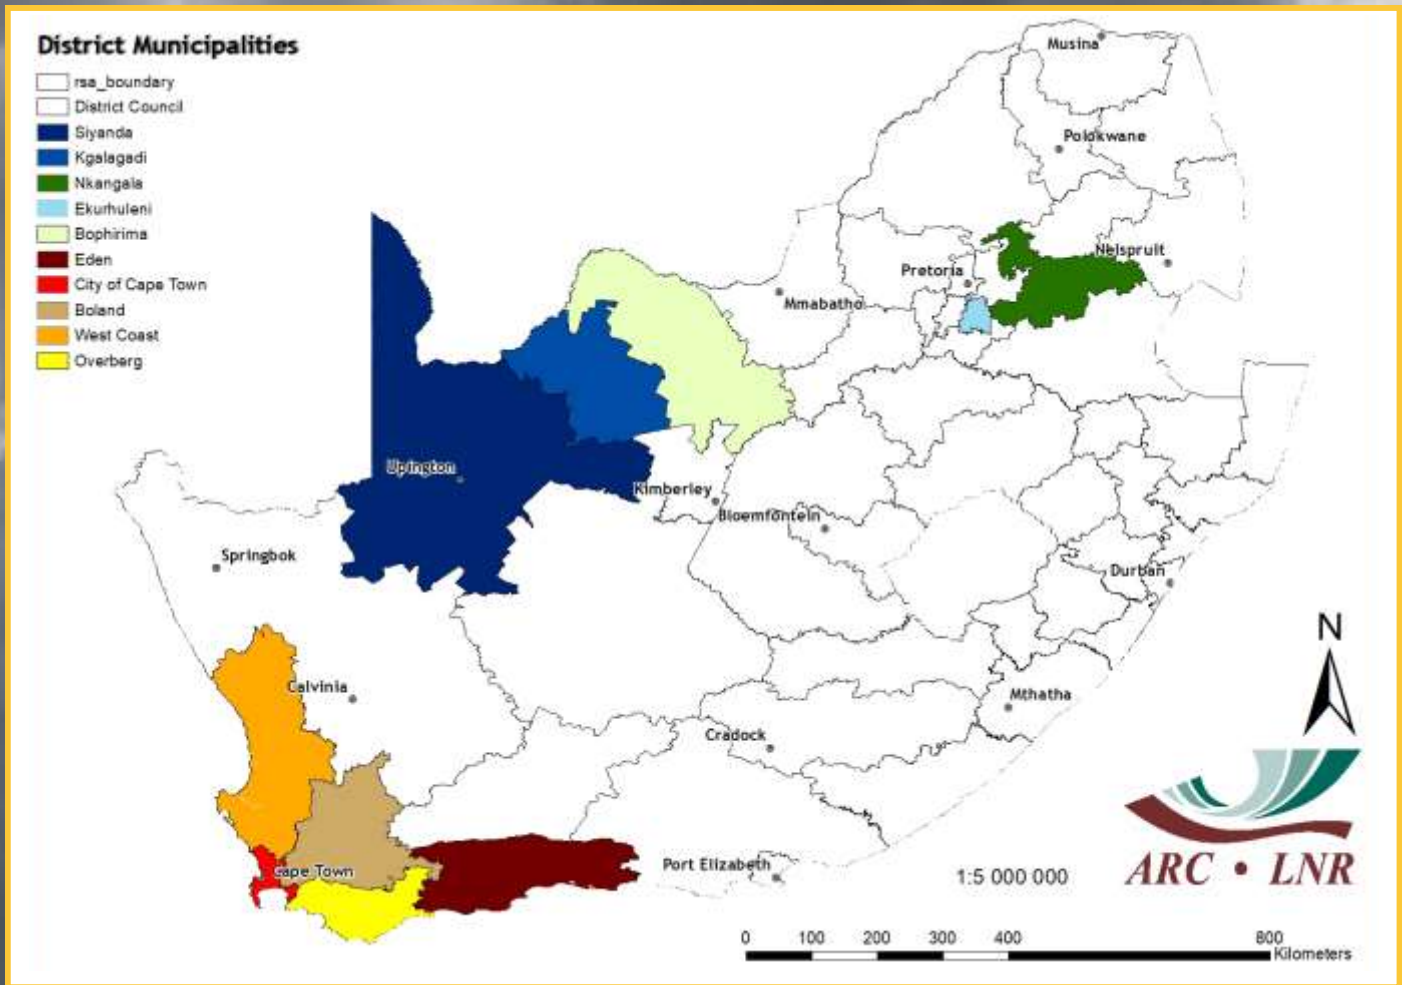 District Municipalities
rsa_boundary
District Council
Siyanda
Kgalagadi
Nkangala
Ekurhuleni
Bophirima
Eden
City of Cape Town
Boland
West Coast
Overberg
Musina
Polokwane
Nelspruit
Pretoria
Mmabatho
Upington
Kimberley
Bloemfontein
Springbok
Durban
N
Calvinia
Mthatha
Cradock
Port Elizabeth
Cape Town
1:5 000 000
ARC • LNR
0 100 200 300 400 800
Kilometers